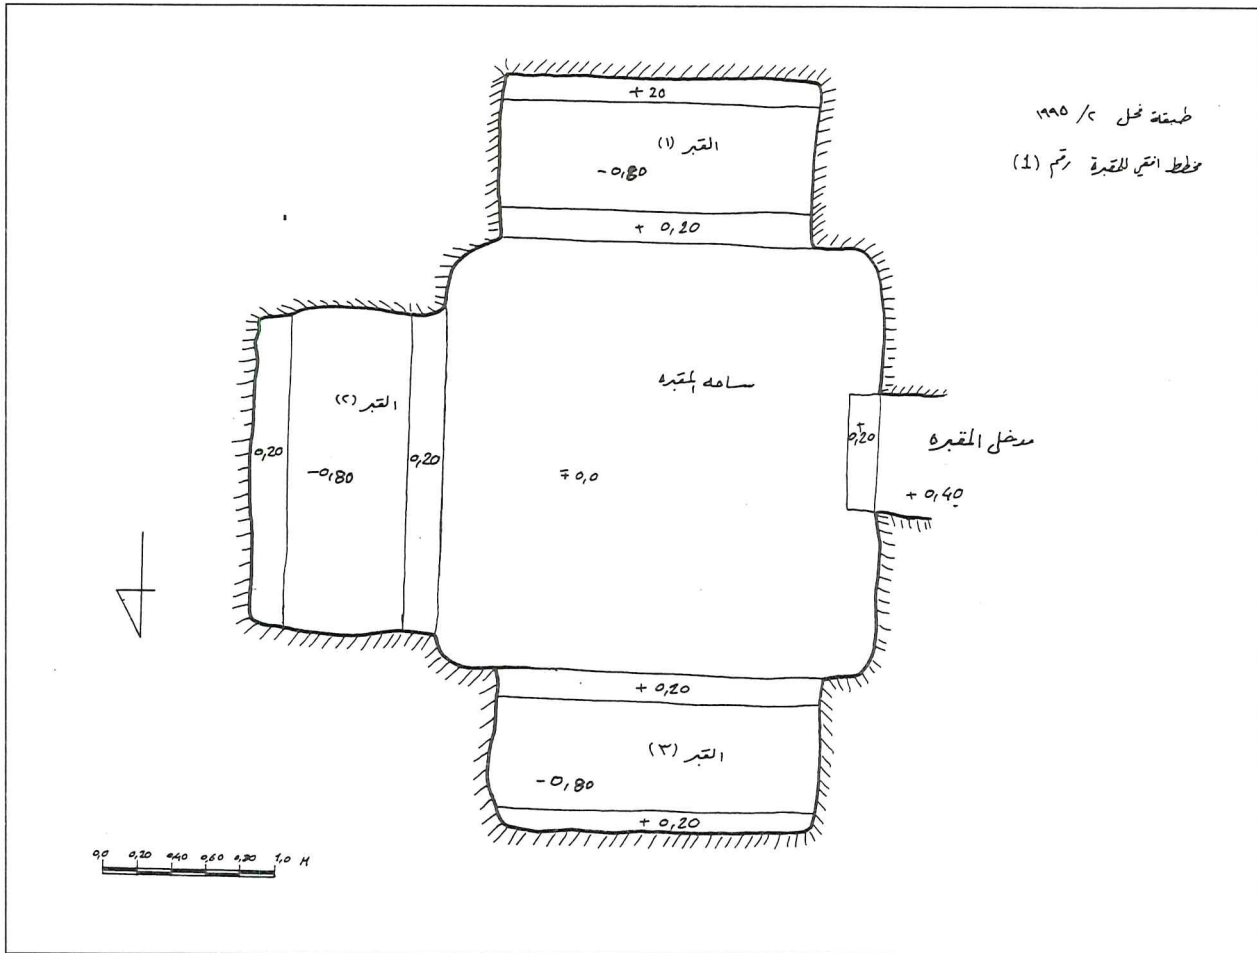 طبقة فحل ٢/ ١٩٩٥
مخطط افقي للمقبرة رقم (1)
+ 20
القبر (١)
-0,80
+ 0,20
القبر (٢)
0,20
-0,80
0,20
ساحه المقبره
∓ 0,0
+
0,20
مدخل المقبره
+ 0,40
+ 0,20
القبر (٣)
-0,80
+ 0,20
0,0 0,20 0,40 0,60 0,80 1,0 M